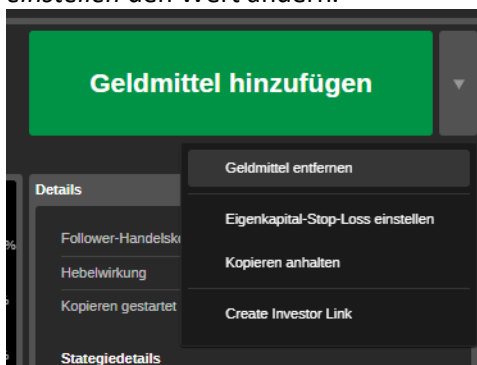 einstellen den Wert ändern.
Geldmittel hinzufügen
Geldmittel entfernen
Details
Eigenkapital-Stop-Loss einstellen
Follower-Handelsk
%
Kopieren anhalten
Hebelwirkung
Kopieren gestartet
Create Investor Link
Stategiedetails